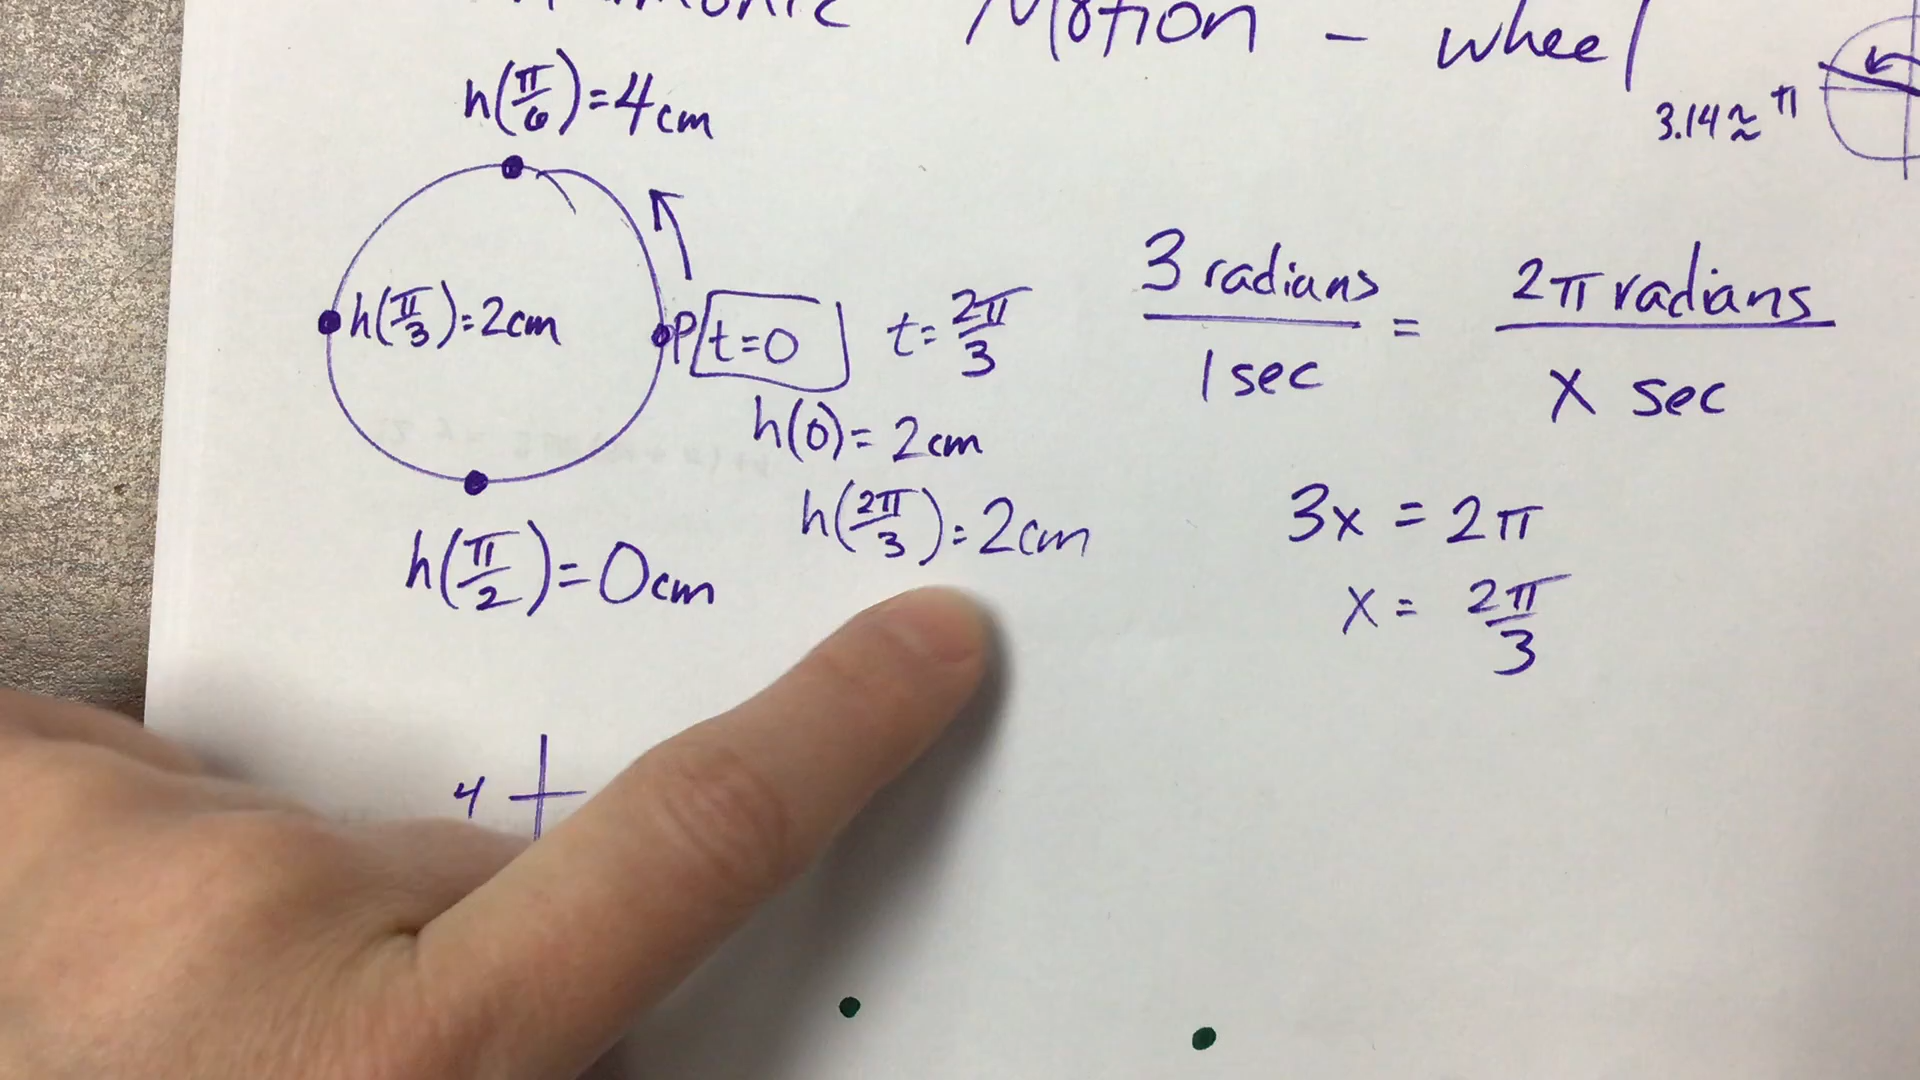 Motion - wheel
3.14 ≈ π
h(π/6)=4cm
h(π/3)=2cm
P t=0
t= 2π/3
h(0)=2cm
h(2π/3)=2cm
h(π/2)=0cm
3 radians / 1 sec = 2π radians / x sec
3x = 2π
x = 2π/3
4